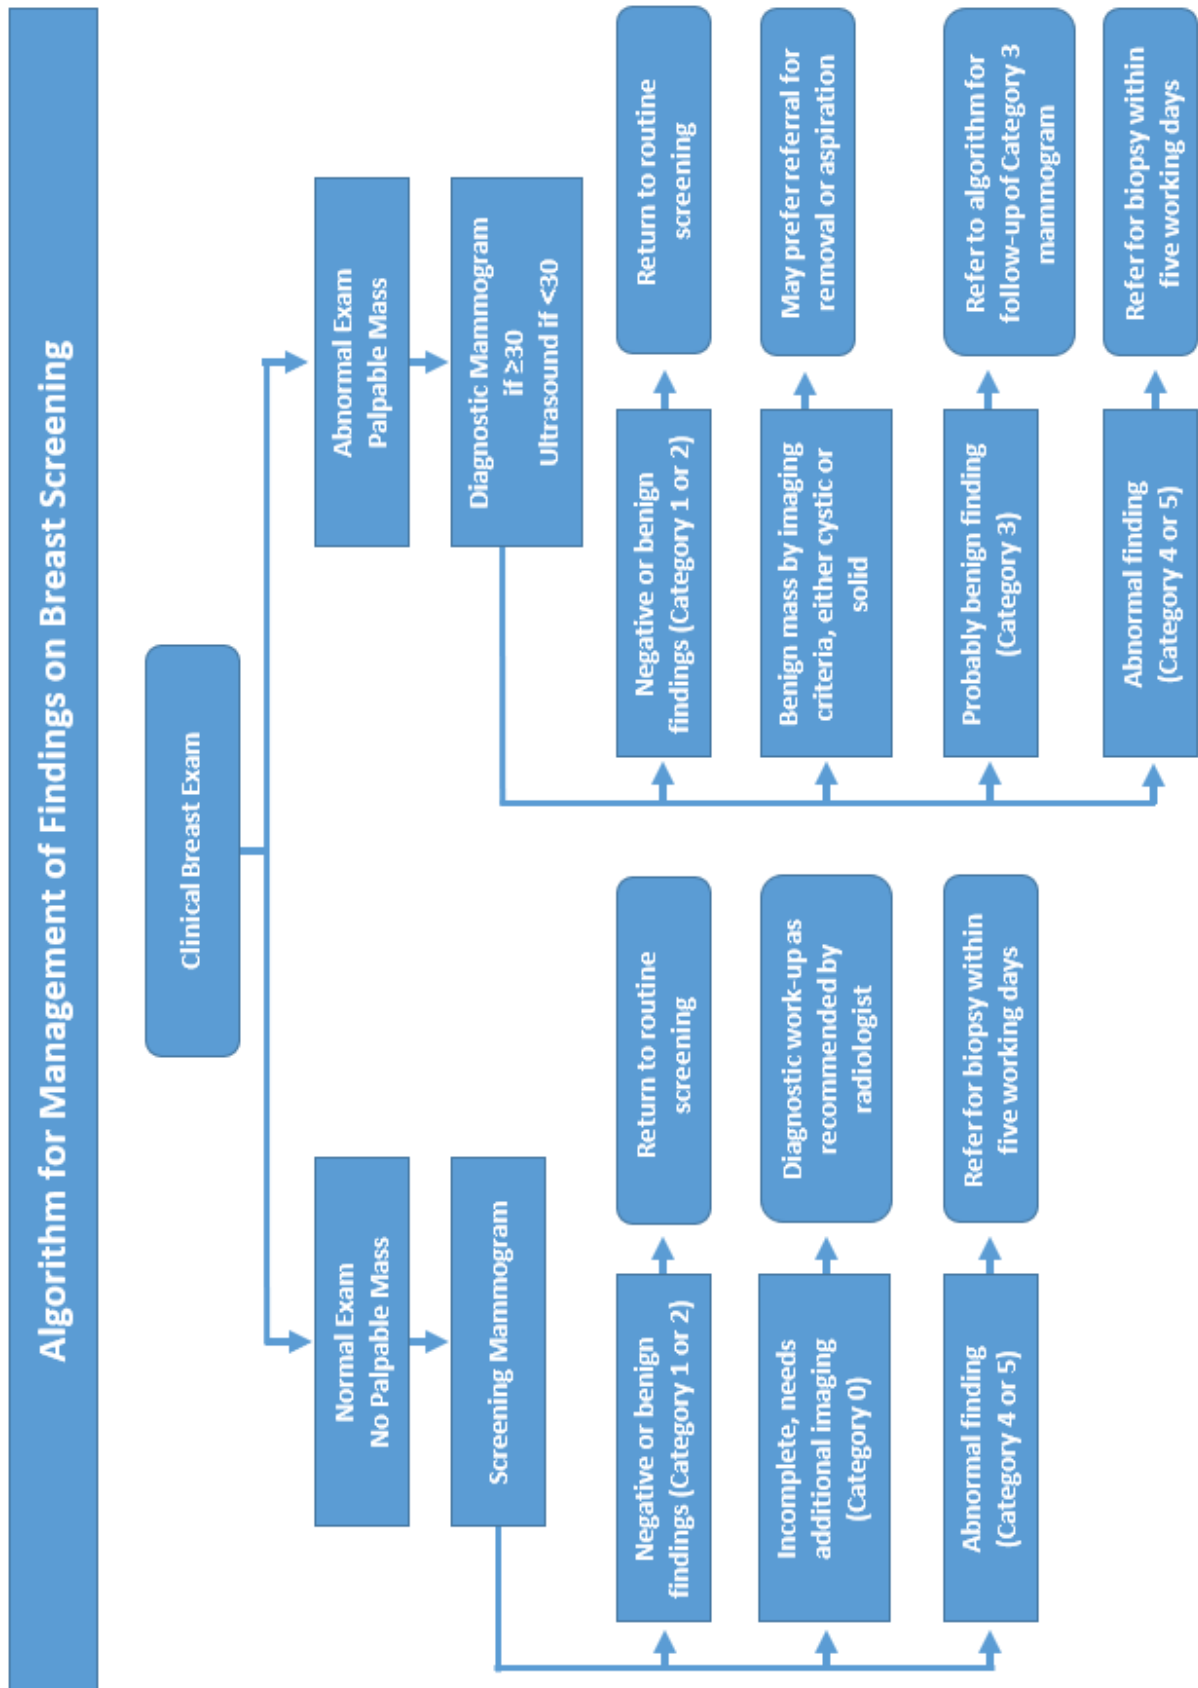 Algorithm for Management of Findings on Breast Screening
Clinical Breast Exam
Normal Exam
No Palpable Mass
Screening Mammogram
Negative or benign
findings (Category 1 or 2)
Return to routine
screening
Incomplete, needs
additional imaging
(Category 0)
Diagnostic work-up as
recommended by
radiologist
Abnormal finding
(Category 4 or 5)
Refer for biopsy within
five working days
Abnormal Exam
Palpable Mass
Diagnostic Mammogram
if ≥30
Ultrasound if <30
Negative or benign
findings (Category 1 or 2)
Return to routine
screening
Benign mass by imaging
criteria, either cystic or
solid
May prefer referral for
removal or aspiration
Probably benign finding
(Category 3)
Refer to algorithm for
follow-up of Category 3
mammogram
Abnormal finding
(Category 4 or 5)
Refer for biopsy within
five working days